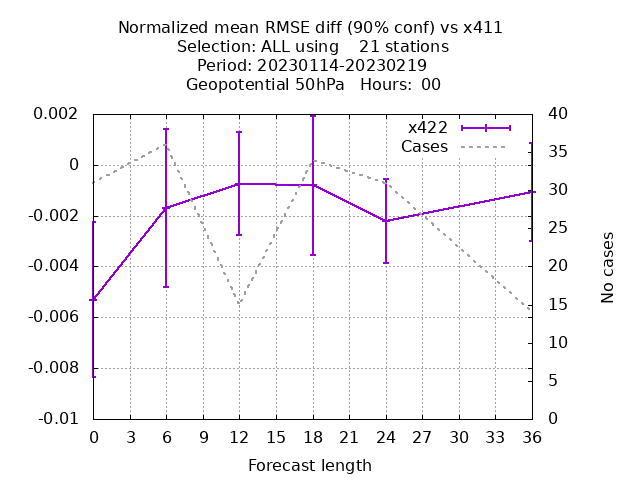 Normalized mean RMSE diff (90% conf) vs x411
Selection: ALL using    21 stations
Period: 20230114-20230219
Geopotential 50hPa   Hours:  00
x422
Cases
0.002
0
-0.002
-0.004
-0.006
-0.008
-0.01
40
35
30
25
20
15
10
5
0
No cases
0 3 6 9 12 15 18 21 24 27 30 33 36
Forecast length